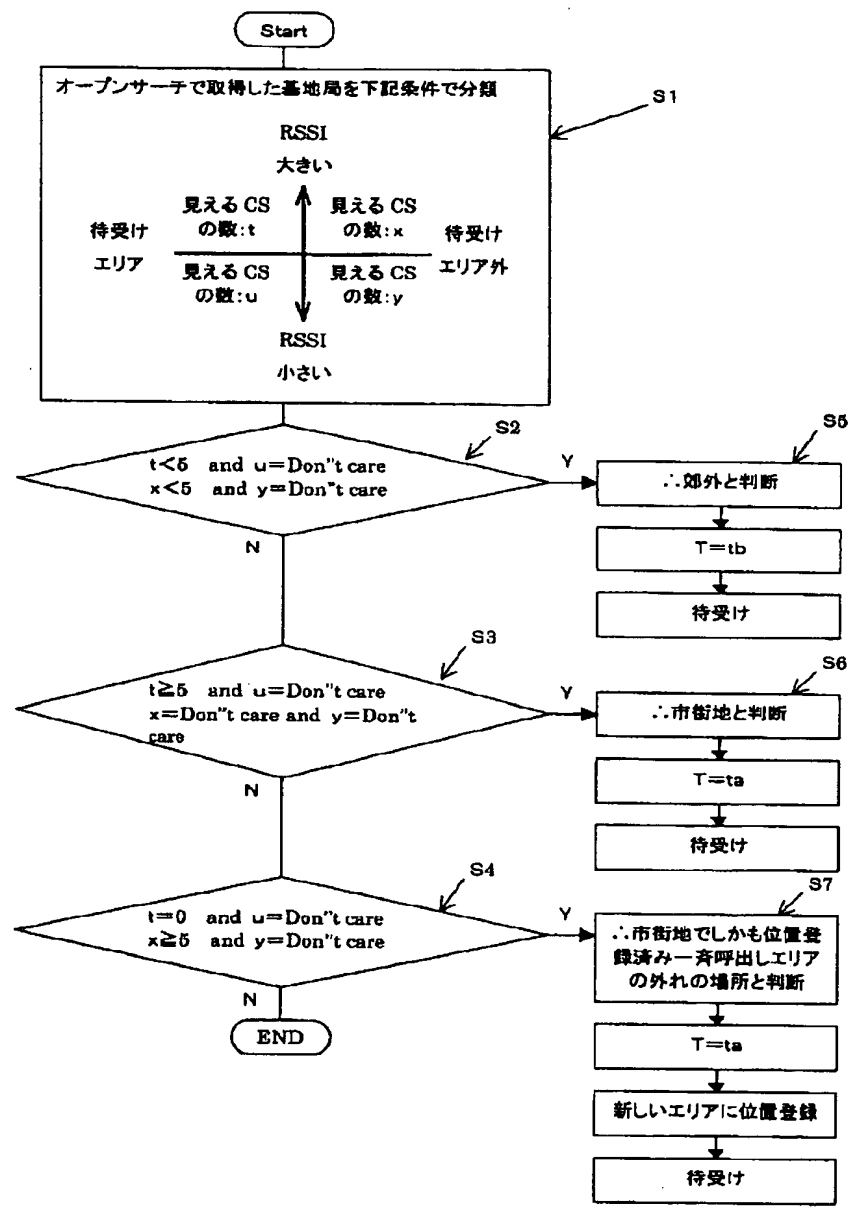 Start
オープンサーチで取得した基地局を下記条件で分類
S1
RSSI
大きい
見える CS
の数:t
見える CS
の数:x
待受け
エリア
待受け
エリア外
見える CS
の数:u
見える CS
の数:y
RSSI
小さい
S2
t<5 and u=Don"t care
x<5 and y=Don"t care
Y
N
S5
∴郊外と判断
T=tb
待受け
S3
t≧5 and u=Don"t care
x=Don"t care and y=Don"t
care
Y
N
S6
∴市街地と判断
T=ta
待受け
S4
t=0 and u=Don"t care
x≧5 and y=Don"t care
Y
N
END
S7
∴市街地でしかも位置登
録済み一斉呼出しエリア
の外れの場所と判断
T=ta
新しいエリアに位置登録
待受け